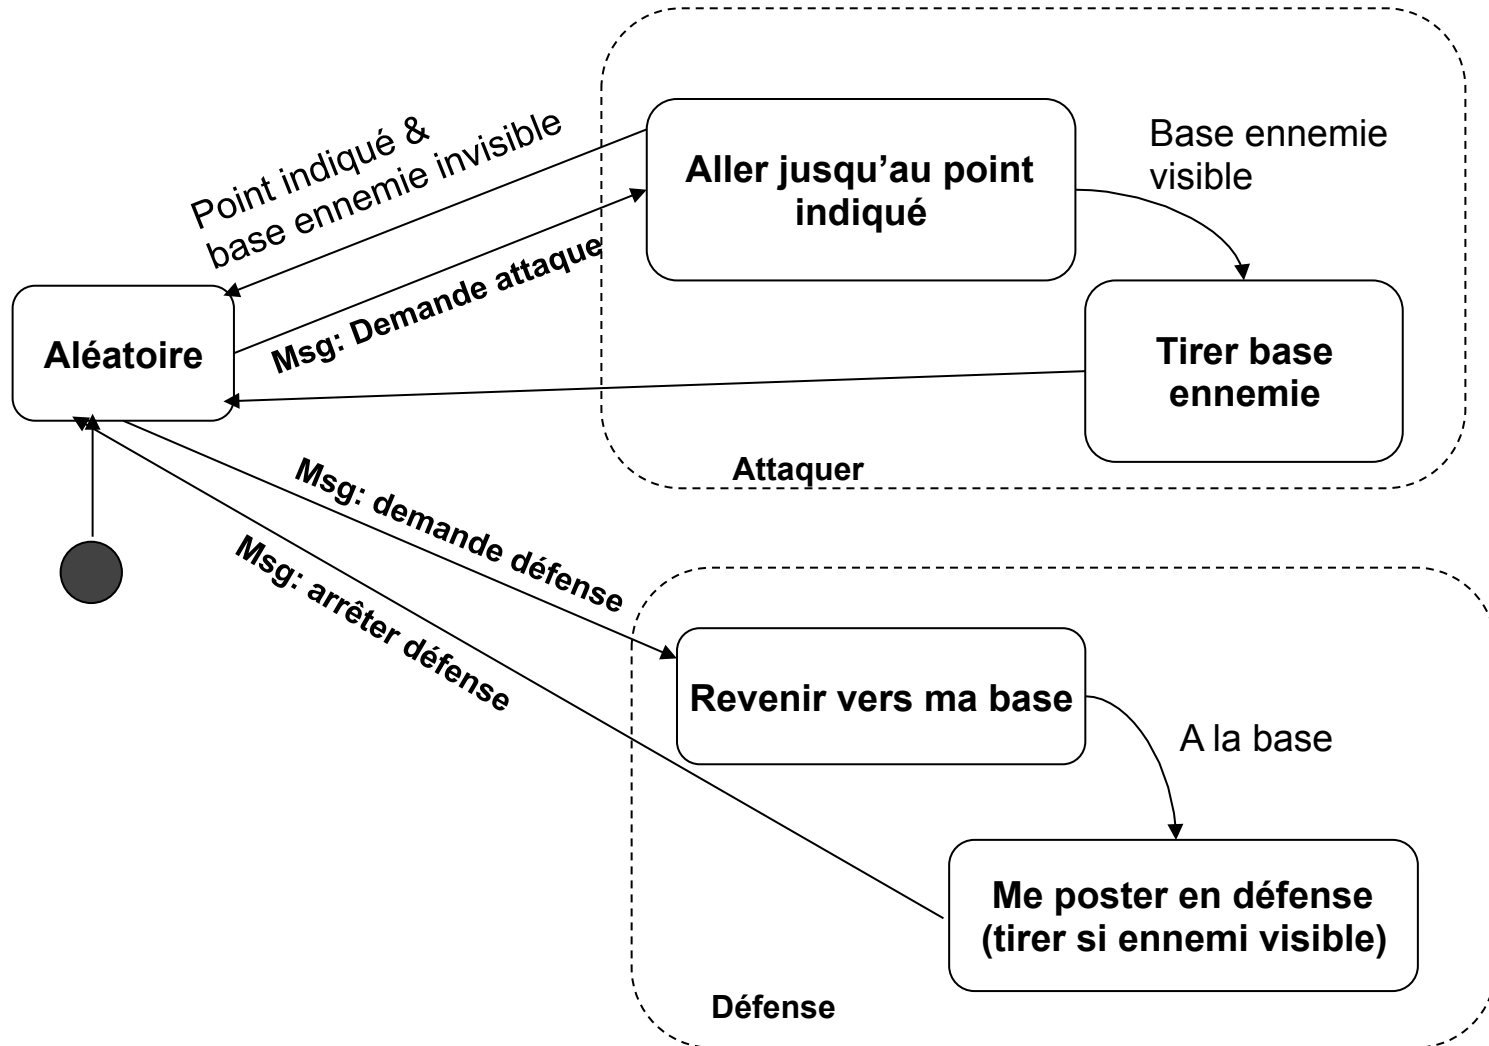 Point indiqué &
base ennemie invisible
Aller jusqu’au point
indiqué
Base ennemie
visible
Msg: Demande attaque
Aléatoire
Tirer base
ennemie
Attaquer
Msg: demande défense
Msg: arrêter défense
Revenir vers ma base
A la base
Me poster en défense
(tirer si ennemi visible)
Défense